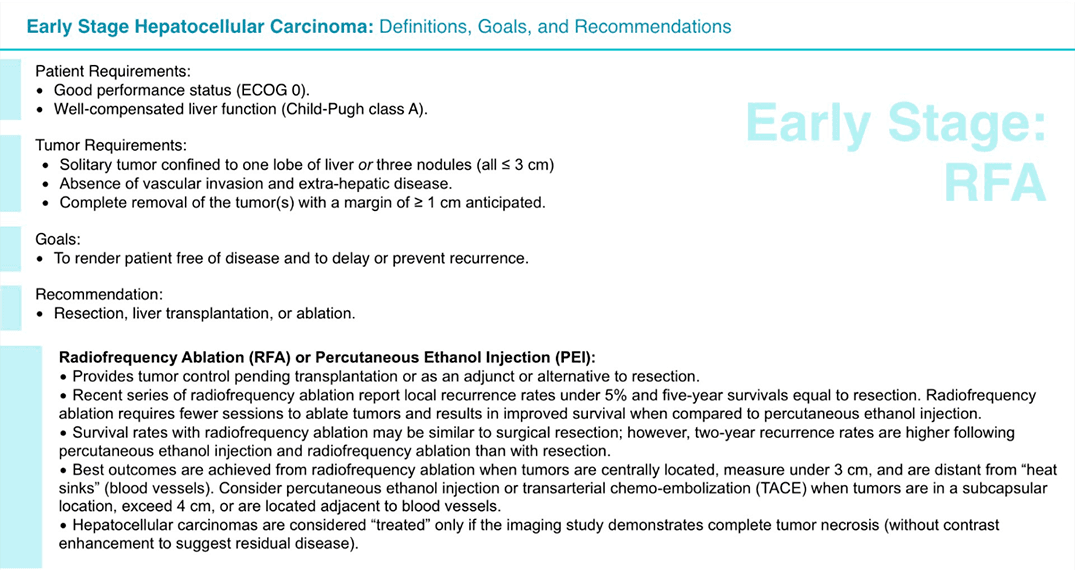 Early Stage Hepatocellular Carcinoma: Definitions, Goals, and Recommendations
Patient Requirements:
• Good performance status (ECOG 0).
• Well-compensated liver function (Child-Pugh class A).
Early Stage:
RFA
Tumor Requirements:
• Solitary tumor confined to one lobe of liver or three nodules (all ≤ 3 cm)
• Absence of vascular invasion and extra-hepatic disease.
• Complete removal of the tumor(s) with a margin of ≥ 1 cm anticipated.
Goals:
• To render patient free of disease and to delay or prevent recurrence.
Recommendation:
• Resection, liver transplantation, or ablation.
Radiofrequency Ablation (RFA) or Percutaneous Ethanol Injection (PEI):
• Provides tumor control pending transplantation or as an adjunct or alternative to resection.
• Recent series of radiofrequency ablation report local recurrence rates under 5% and five-year survivals equal to resection. Radiofrequency
ablation requires fewer sessions to ablate tumors and results in improved survival when compared to percutaneous ethanol injection.
• Survival rates with radiofrequency ablation may be similar to surgical resection; however, two-year recurrence rates are higher following
percutaneous ethanol injection and radiofrequency ablation than with resection.
• Best outcomes are achieved from radiofrequency ablation when tumors are centrally located, measure under 3 cm, and are distant from “heat
sinks” (blood vessels). Consider percutaneous ethanol injection or transarterial chemo-embolization (TACE) when tumors are in a subcapsular
location, exceed 4 cm, or are located adjacent to blood vessels.
• Hepatocellular carcinomas are considered “treated” only if the imaging study demonstrates complete tumor necrosis (without contrast
enhancement to suggest residual disease).